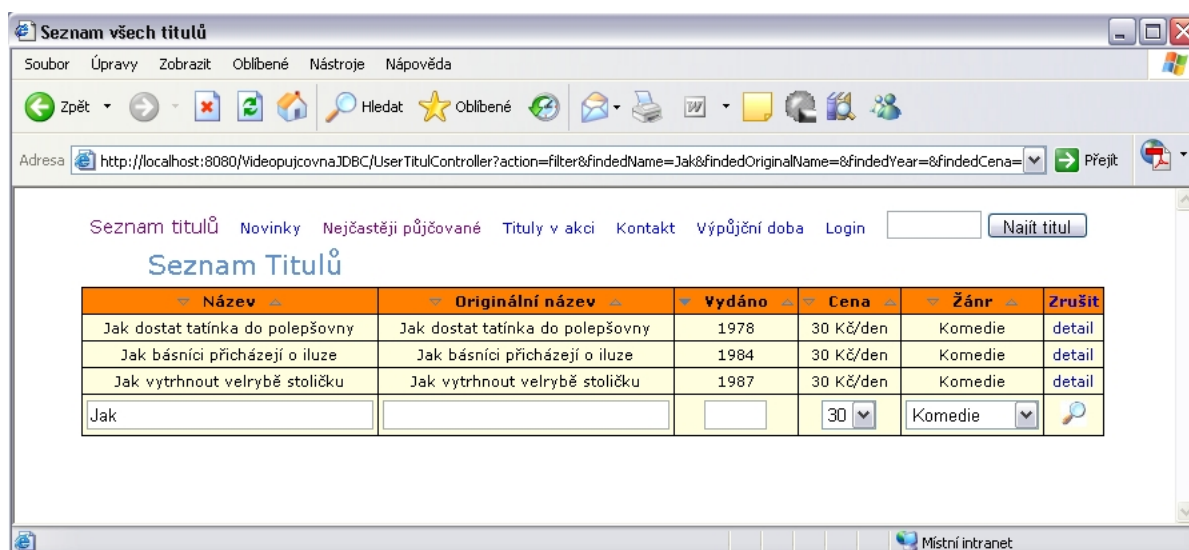 Seznam všech titulů
Soubor Úpravy Zobrazit Oblíbené Nástroje Nápověda
Zpět Hledat Oblíbené
Adresa http://localhost:8080/VideopujcovnaJDBC/UserTitulController?action=filter&findedName=Jak&findedOriginalName=&findedYear=&findedCena= Přejít
Seznam titulů Novinky Nejčastěji půjčované Tituly v akci Kontakt Výpůjční doba Login Najít titul
Seznam Titulů
Název Originální název Vydáno Cena Žánr Zrušit
Jak dostat tatínka do polepšovny Jak dostat tatínka do polepšovny 1978 30 Kč/den Komedie detail
Jak básníci přicházejí o iluze Jak básníci přicházejí o iluze 1984 30 Kč/den Komedie detail
Jak vytrhnout velrybě stoličku Jak vytrhnout velrybě stoličku 1987 30 Kč/den Komedie detail
Jak 30 Komedie
Místní intranet